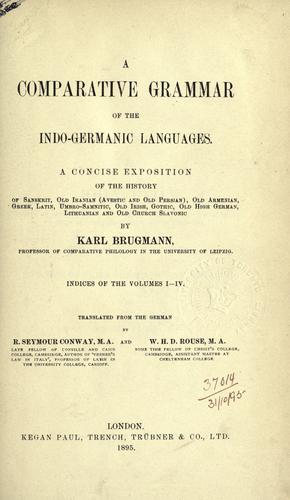 A
COMPARATIVE GRAMMAR
OF THE
INDO-GERMANIC LANGUAGES.
A CONCISE EXPOSITION
OF THE HISTORY
OF SANSKRIT, OLD IRANIAN (AVESTIC AND OLD PERSIAN), OLD ARMENIAN,
GREEK, LATIN, UMBRO-SAMNITIC, OLD IRISH, GOTHIC, OLD HIGH GERMAN,
LITHUANIAN AND OLD CHURCH SLAVONIC
BY
KARL BRUGMANN,
PROFESSOR OF COMPARATIVE PHILOLOGY IN THE UNIVERSITY OF LEIPZIG.
INDICES OF THE VOLUMES I-IV.
TRANSLATED FROM THE GERMAN
BY
R. SEYMOUR CONWAY, M.A. AND W. H. D. ROUSE, M. A.
LATE FELLOW OF GONVILLE AND CAIUS SOME TIME FELLOW OF CHRIST'S COLLEGE,
COLLEGE, CAMBRIDGE, AUTHOR OF 'VERNER'S CAMBRIDGE, ASSISTANT MASTER AT
LAW IN ITALY', PROFESSOR OF LATIN IN CHELTENHAM COLLEGE.
THE UNIVERSITY COLLEGE, CARDIFF.
37014
31/10/95
LONDON.
KEGAN PAUL, TRENCH, TRÜBNER & CO., LTD.
1895.